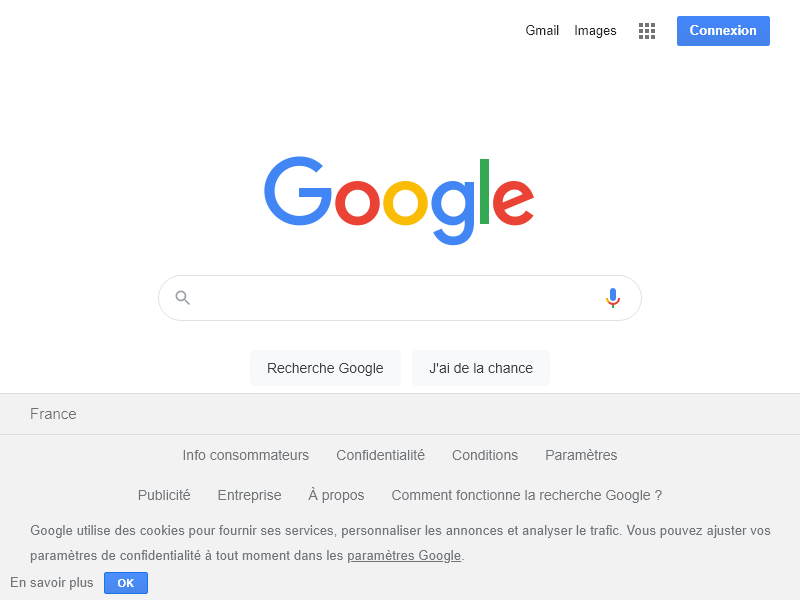 Gmail Images Connexion
Google
Recherche Google J'ai de la chance
France
Info consommateurs Confidentialité Conditions Paramètres
Publicité Entreprise À propos Comment fonctionne la recherche Google ?
Google utilise des cookies pour fournir ses services, personnaliser les annonces et analyser le trafic. Vous pouvez ajuster vos
paramètres de confidentialité à tout moment dans les paramètres Google.
En savoir plus OK